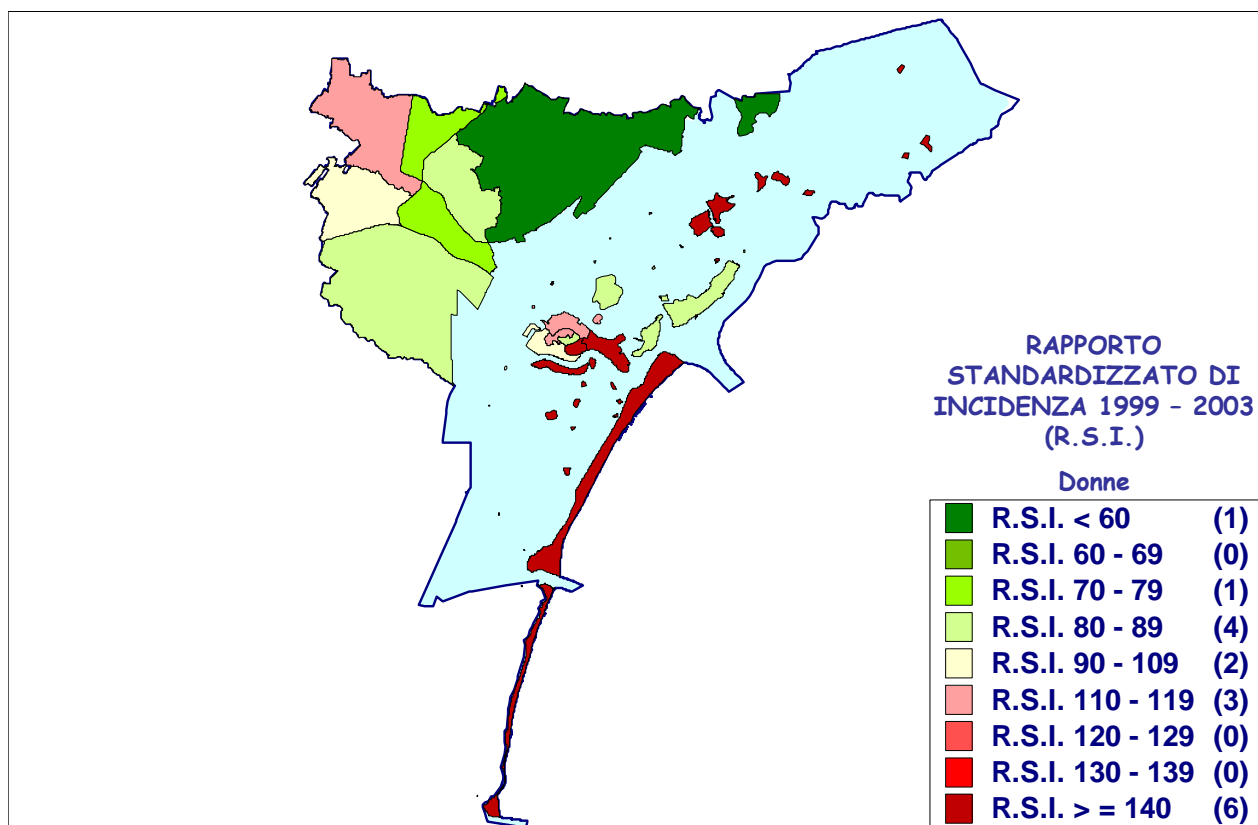 RAPPORTO
STANDARDIZZATO DI
INCIDENZA 1999 – 2003
(R.S.I.)
Donne
R.S.I. < 60 (1)
R.S.I. 60 - 69 (0)
R.S.I. 70 - 79 (1)
R.S.I. 80 - 89 (4)
R.S.I. 90 - 109 (2)
R.S.I. 110 - 119 (3)
R.S.I. 120 - 129 (0)
R.S.I. 130 - 139 (0)
R.S.I. > = 140 (6)